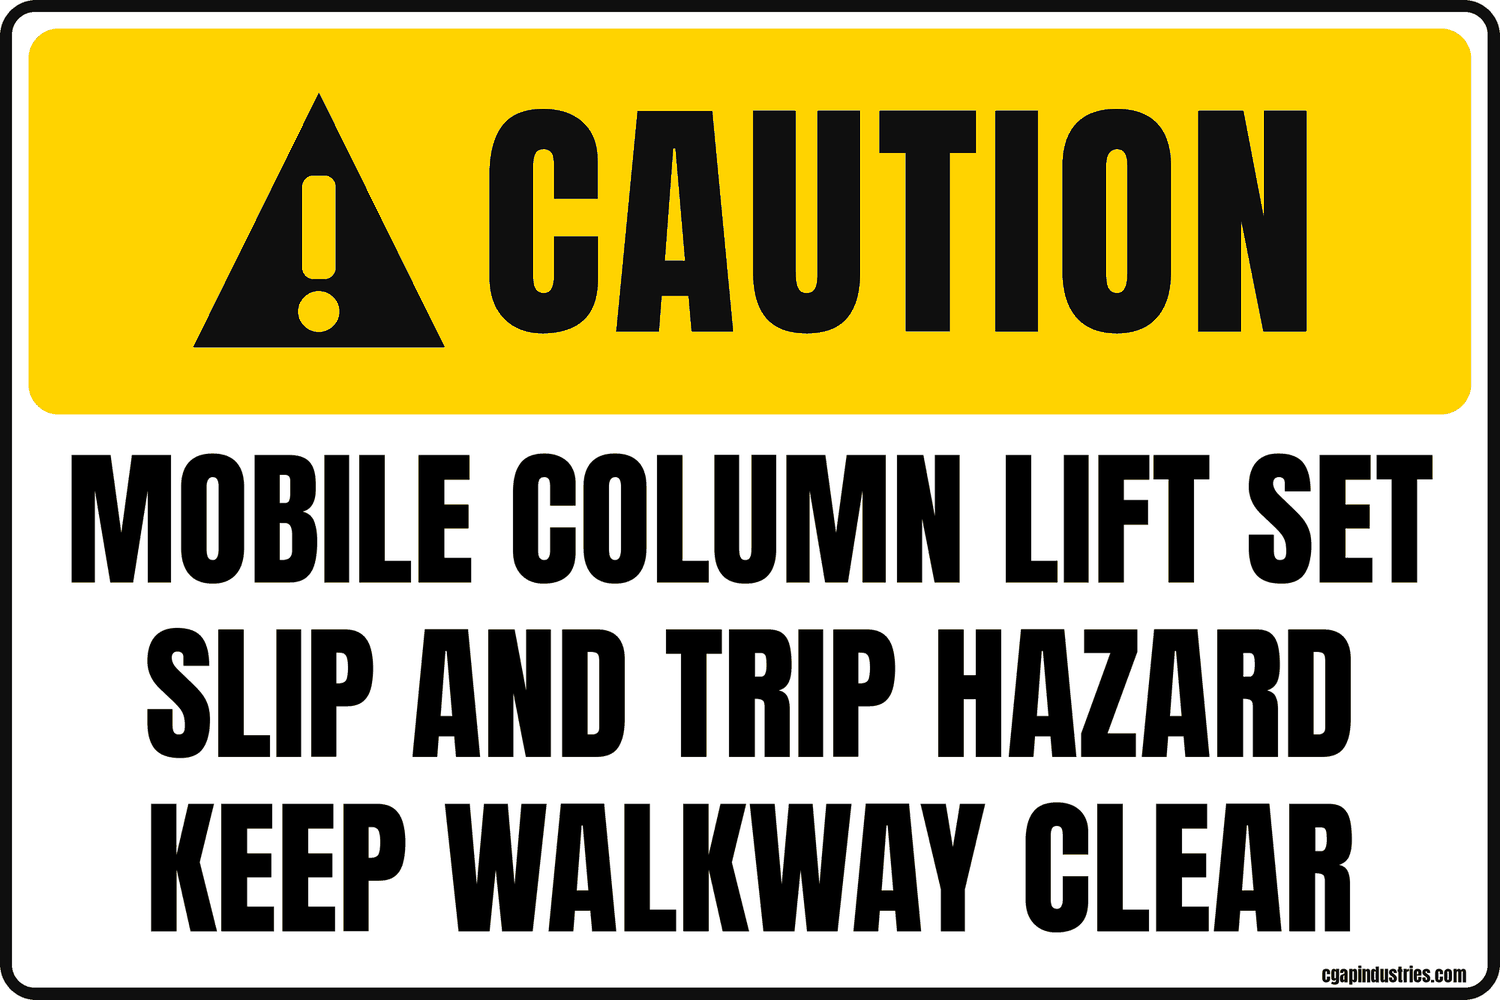 CAUTION
MOBILE COLUMN LIFT SET
SLIP AND TRIP HAZARD
KEEP WALKWAY CLEAR
cgapindustries.com